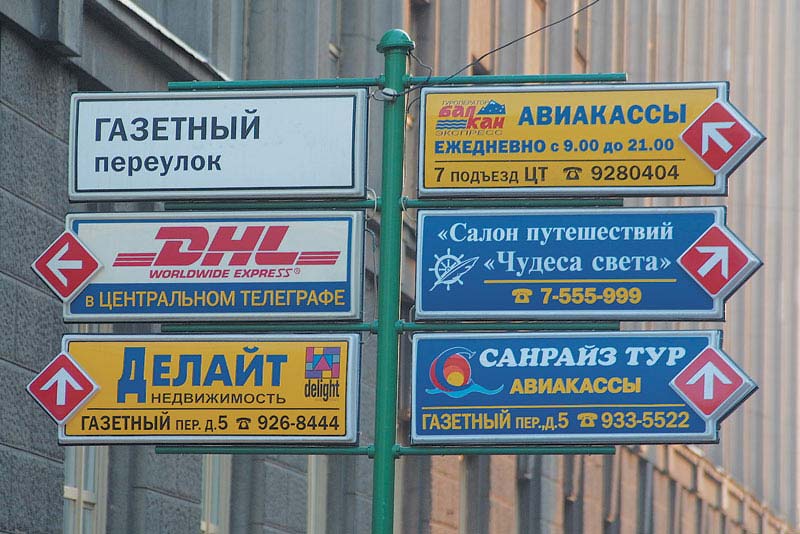 ГАЗЕТНЫЙ
переулок
DHL
WORLDWIDE EXPRESS®
в ЦЕНТРАЛЬНОМ ТЕЛЕГРАФЕ
ДЕЛАЙТ
НЕДВИЖИМОСТЬ
delight
ГАЗЕТНЫЙ пер. д.5 ☎ 926-8444
ТУРОПЕРАТОР
БАЛКАН
ЭКСПРЕСС
АВИАКАССЫ
ЕЖЕДНЕВНО с 9.00 до 21.00
7 ПОДЪЕЗД ЦТ ☎ 9280404
«Салон путешествий
«Чудеса света»
☎ 7-555-999
САНРАЙЗ ТУР
АВИАКАССЫ
ГАЗЕТНЫЙ пер.,д.5 ☎ 933-5522